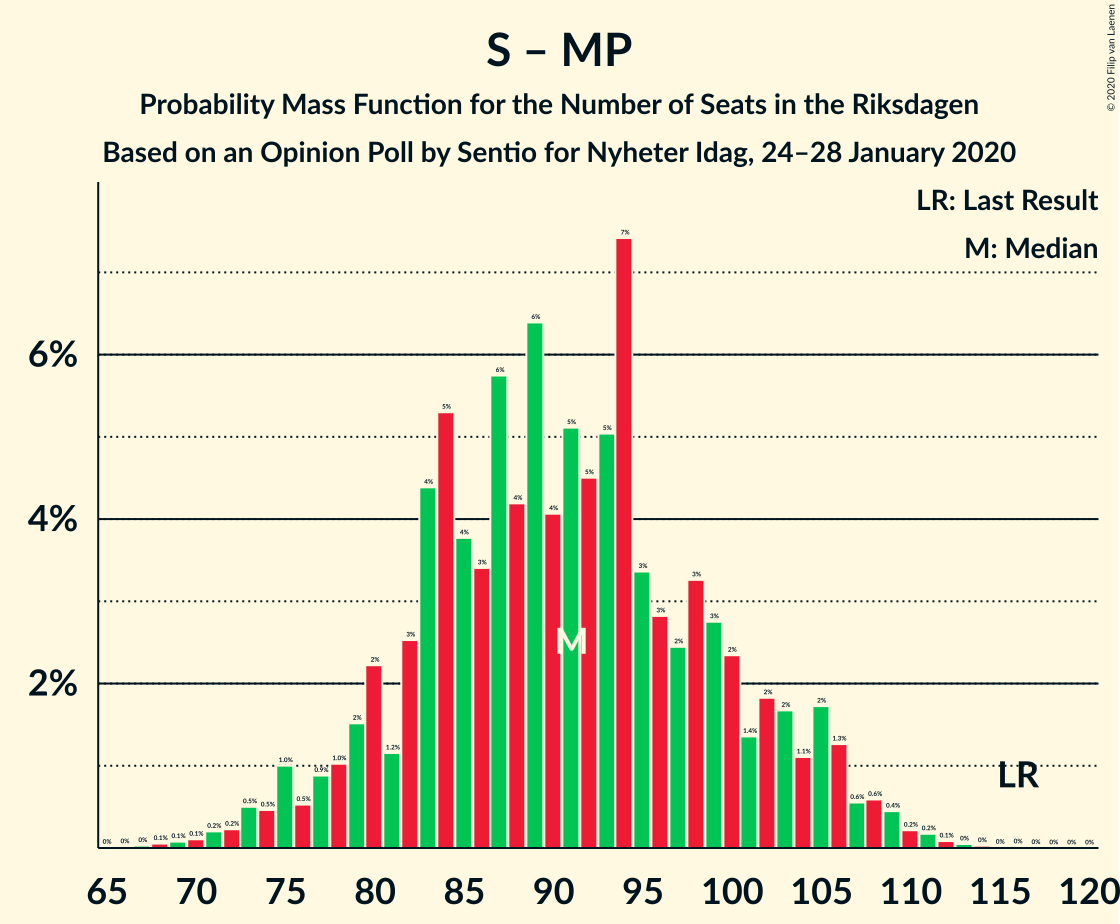 S – MP
Probability Mass Function for the Number of Seats in the Riksdagen
Based on an Opinion Poll by Sentio for Nyheter Idag, 24–28 January 2020
© 2020 Filip van Laenen
LR: Last Result
M: Median
6%
4%
2%
0% 0% 0% 0.1% 0.1% 0.1% 0.2% 0.2% 0.5% 0.5% 1.0% 0.5% 0.9% 1.0% 2% 2% 1.2% 3% 4% 5% 4% 3% 6% 4% 6% 4% 5% 5% 5% 7% 3% 3% 2% 3% 3% 2% 1.4% 2% 2% 1.1% 2% 1.3% 0.6% 0.6% 0.4% 0.2% 0.2% 0.1% 0% 0% 0% 0% 0% 0% 0% 0%
M
LR
65 70 75 80 85 90 95 100 105 110 115 120